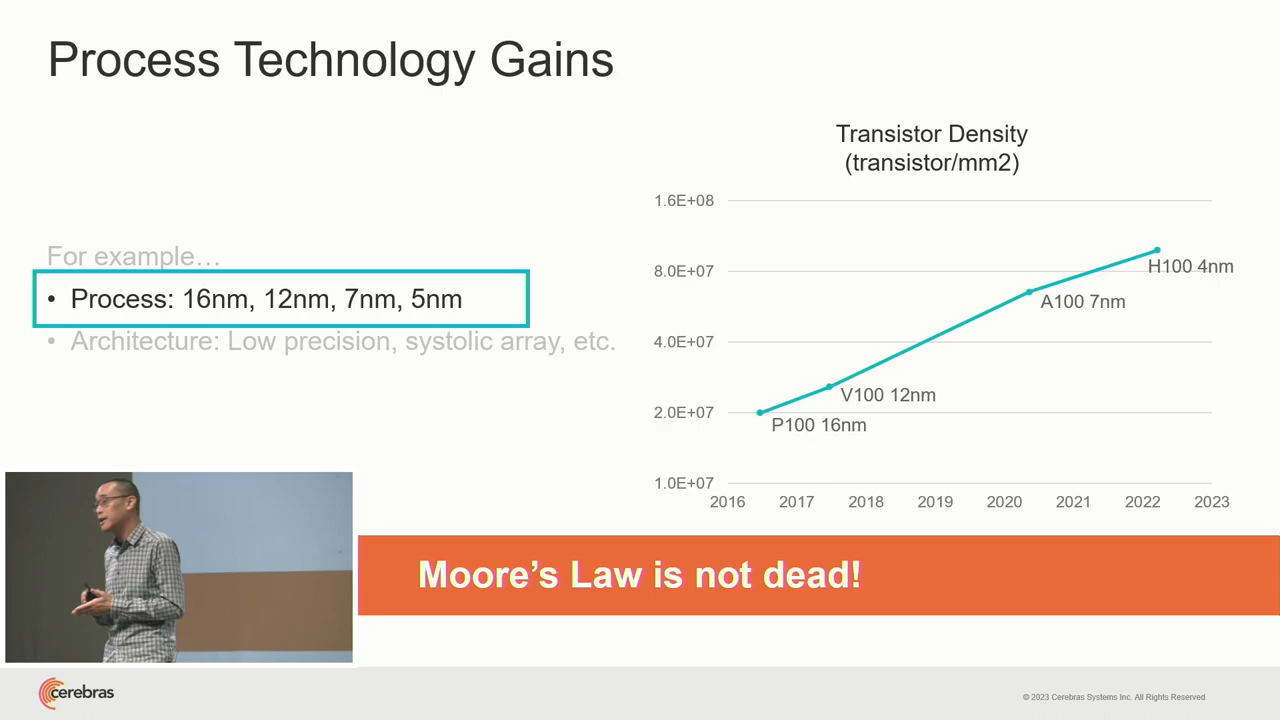 Process Technology Gains
For example…
• Process: 16nm, 12nm, 7nm, 5nm
• Architecture: Low precision, systolic array, etc.
Transistor Density
(transistor/mm2)
1.6E+08
8.0E+07
4.0E+07
2.0E+07
1.0E+07
H100 4nm
A100 7nm
V100 12nm
P100 16nm
2016 2017 2018 2019 2020 2021 2022 2023
Moore’s Law is not dead!
cerebras
© 2023 Cerebras Systems Inc. All Rights Reserved